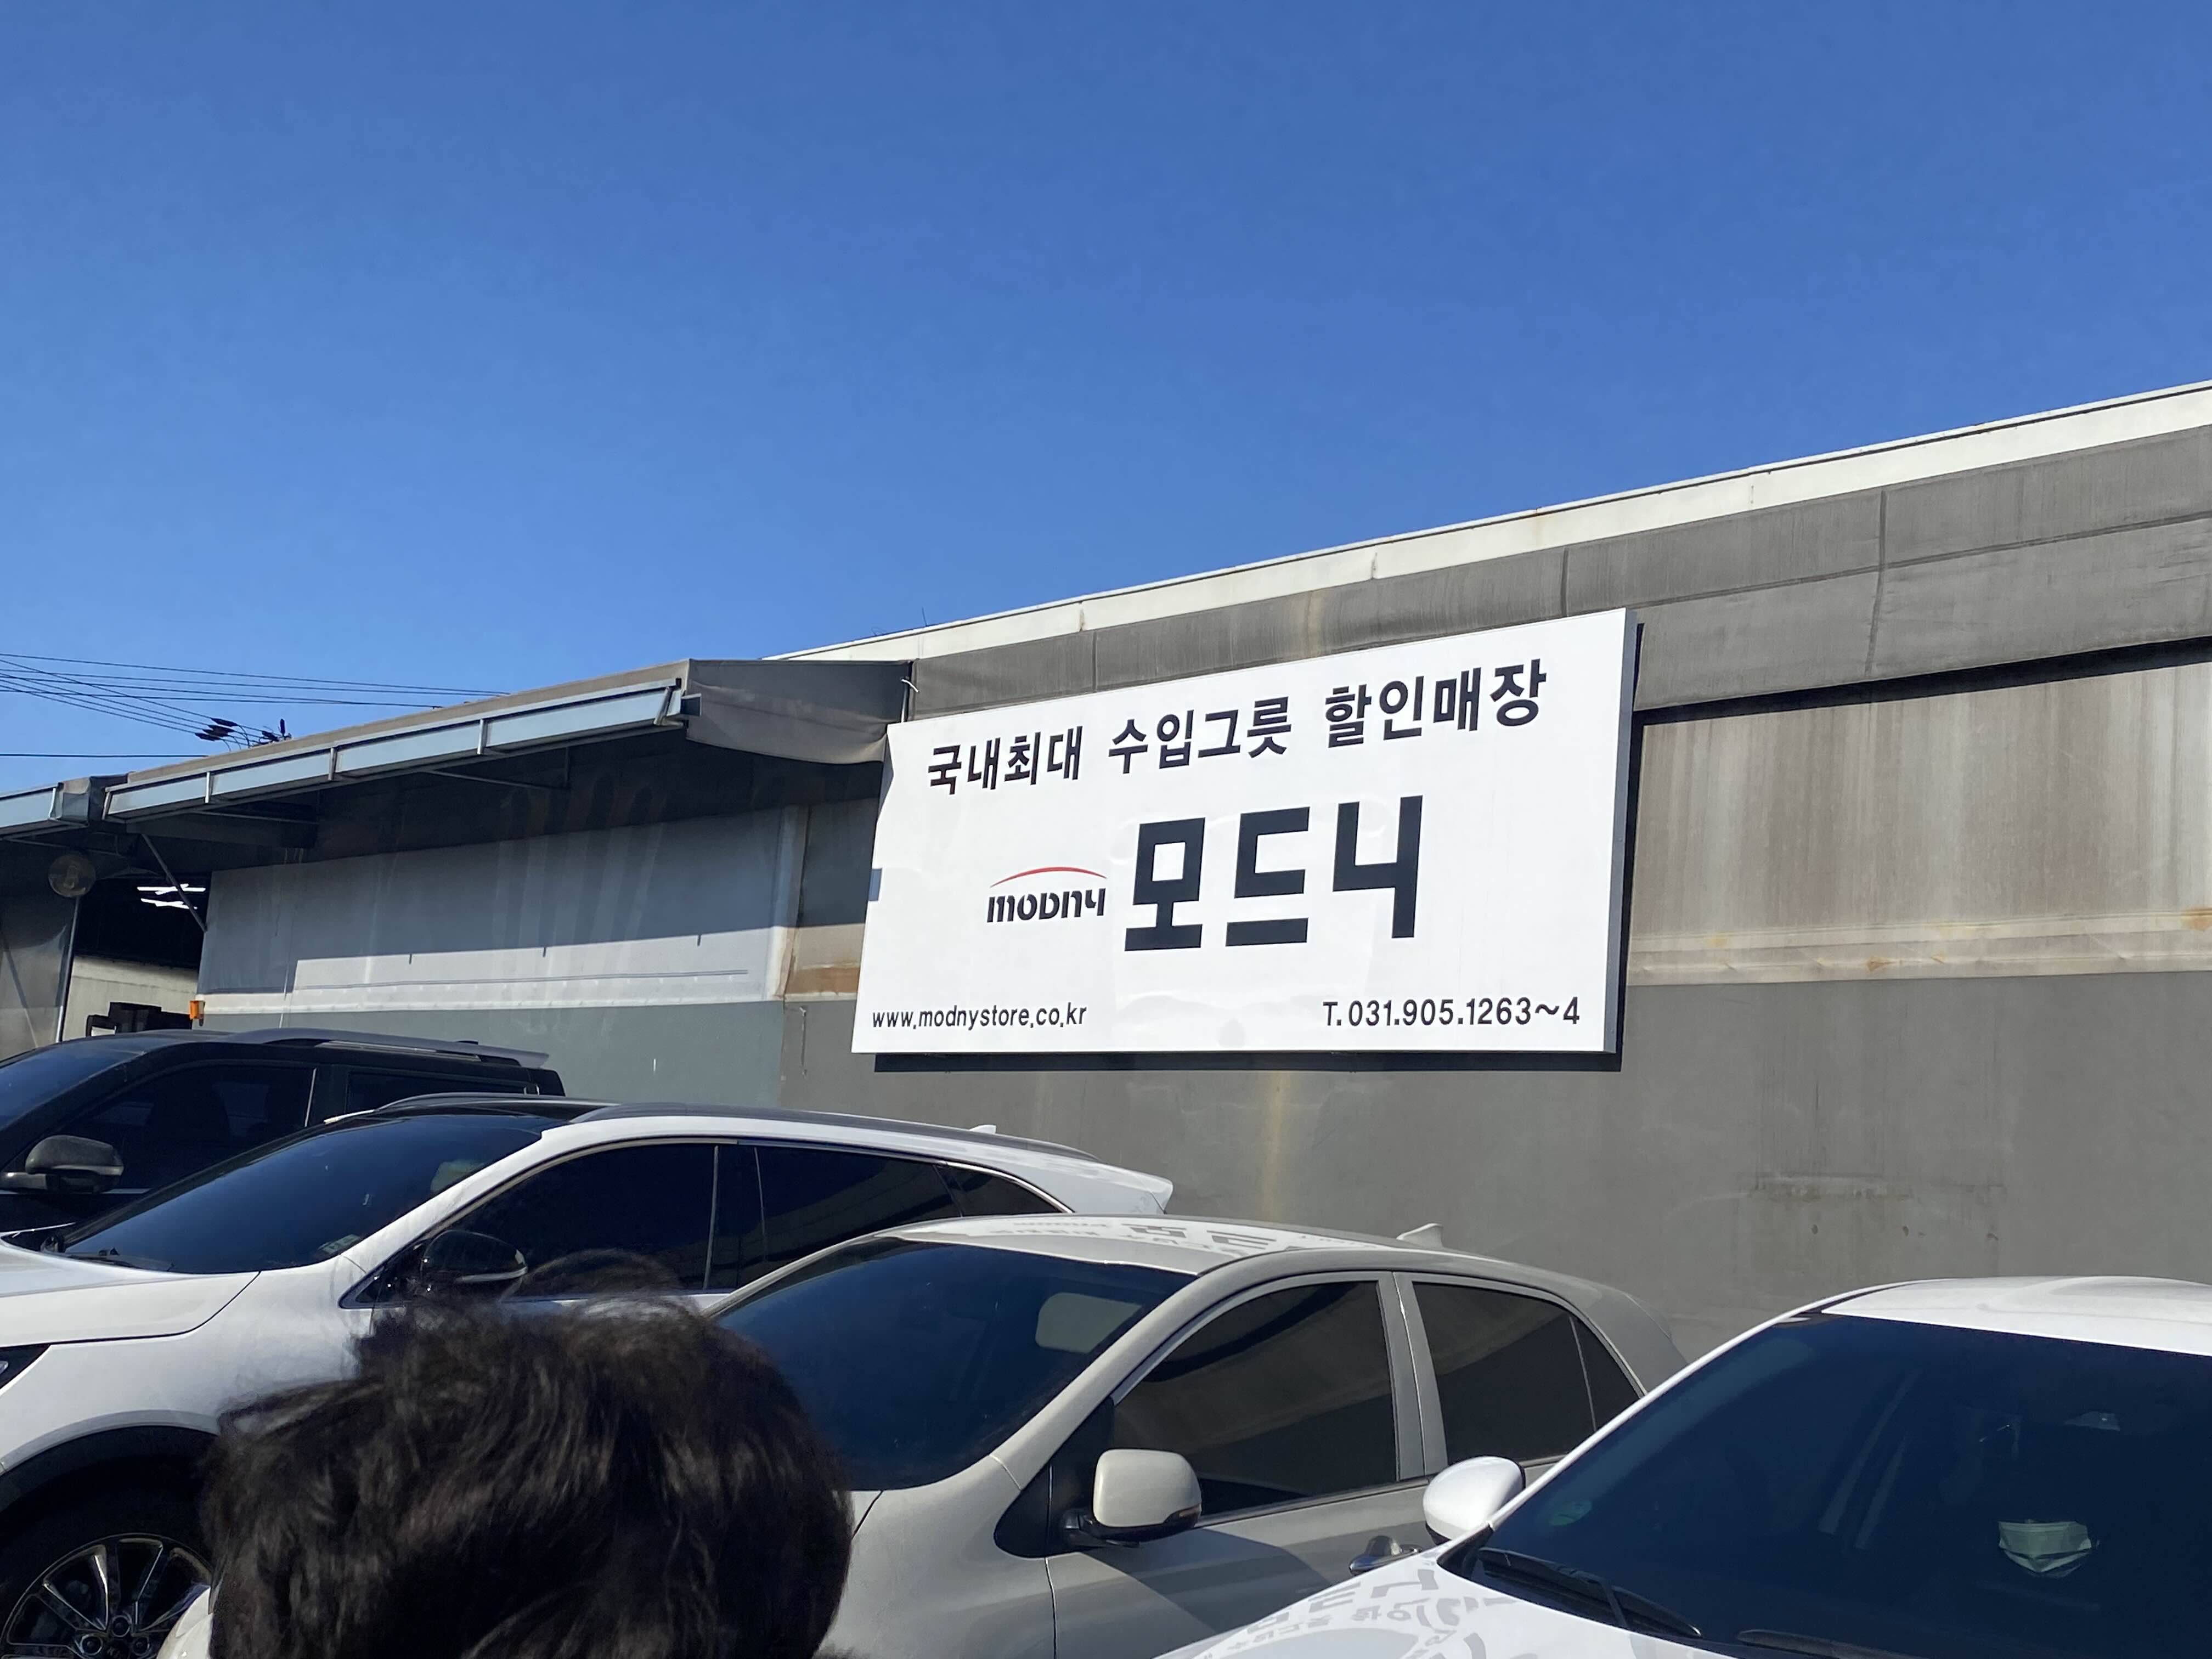 국내최대 수입그릇 할인매장
modny 모드니
www.modnystore.co.kr T.031.905.1263~4